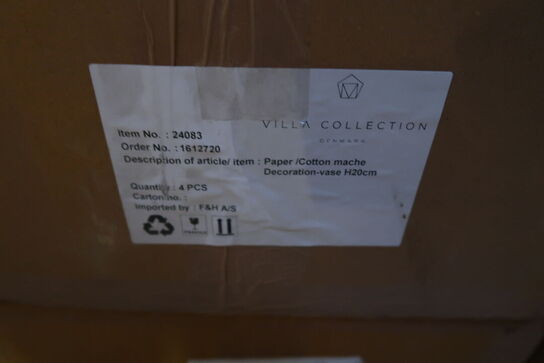 VILLA COLLECTION
DENMARK
Item No. : 24083
Order No. : 1612720
Description of article/ item : Paper /Cotton mache
Decoration-vase H20cm
Quantity : 4 PCS
Carton no. :
Imported by : F&H A/S